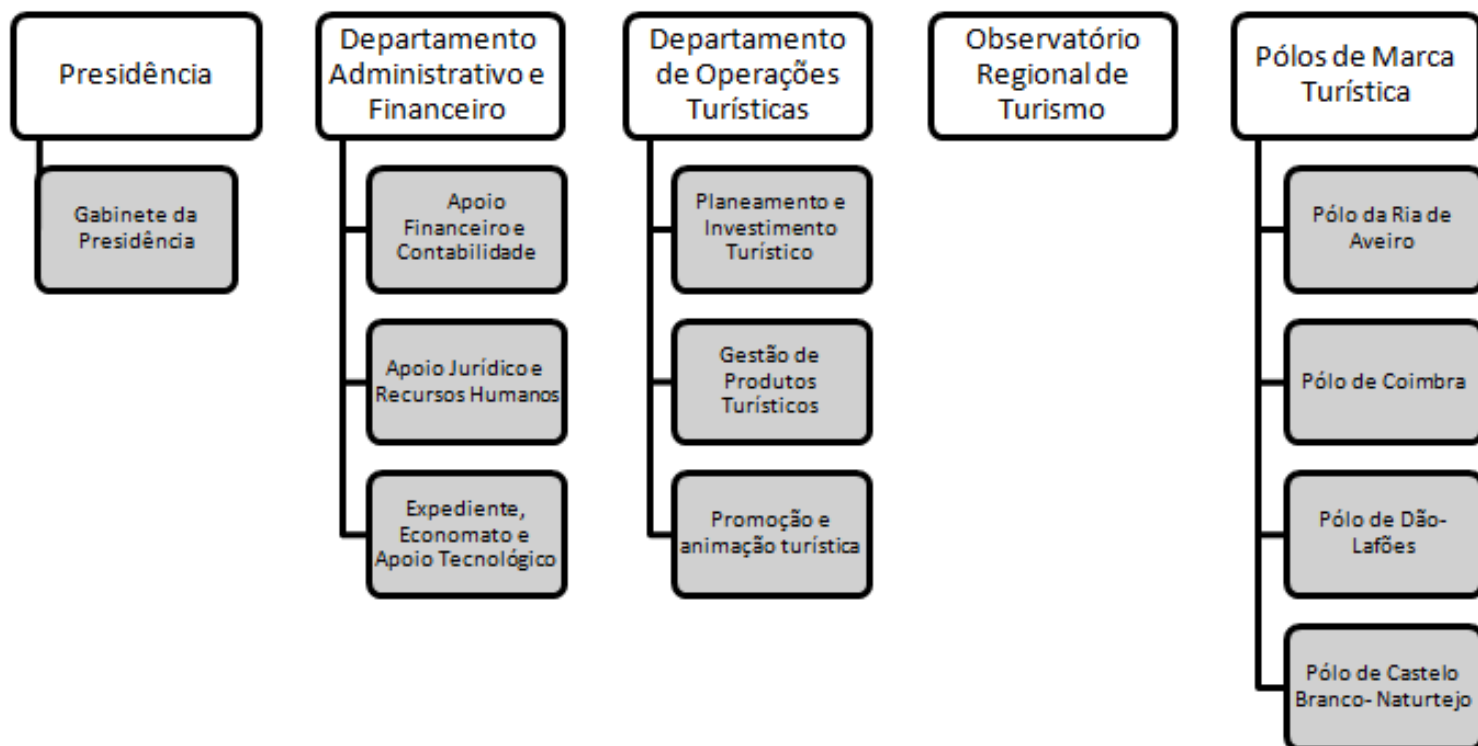 Presidência
Gabinete da
Presidência
Departamento
Administrativo e
Financeiro
Apoio
Financeiro e
Contabilidade
Apoio Jurídico e
Recursos Humanos
Expediente,
Economato e
Apoio Tecnológico
Departamento
de Operações
Turísticas
Planeamento e
Investimento
Turístico
Gestão de
Produtos
Turísticos
Promoção e
animação turística
Observatório
Regional de
Turismo
Pólos de Marca
Turística
Pólo da Ria de
Aveiro
Pólo de Coimbra
Pólo de Dão-
Lafões
Pólo de Castelo
Branco- Naturtejo